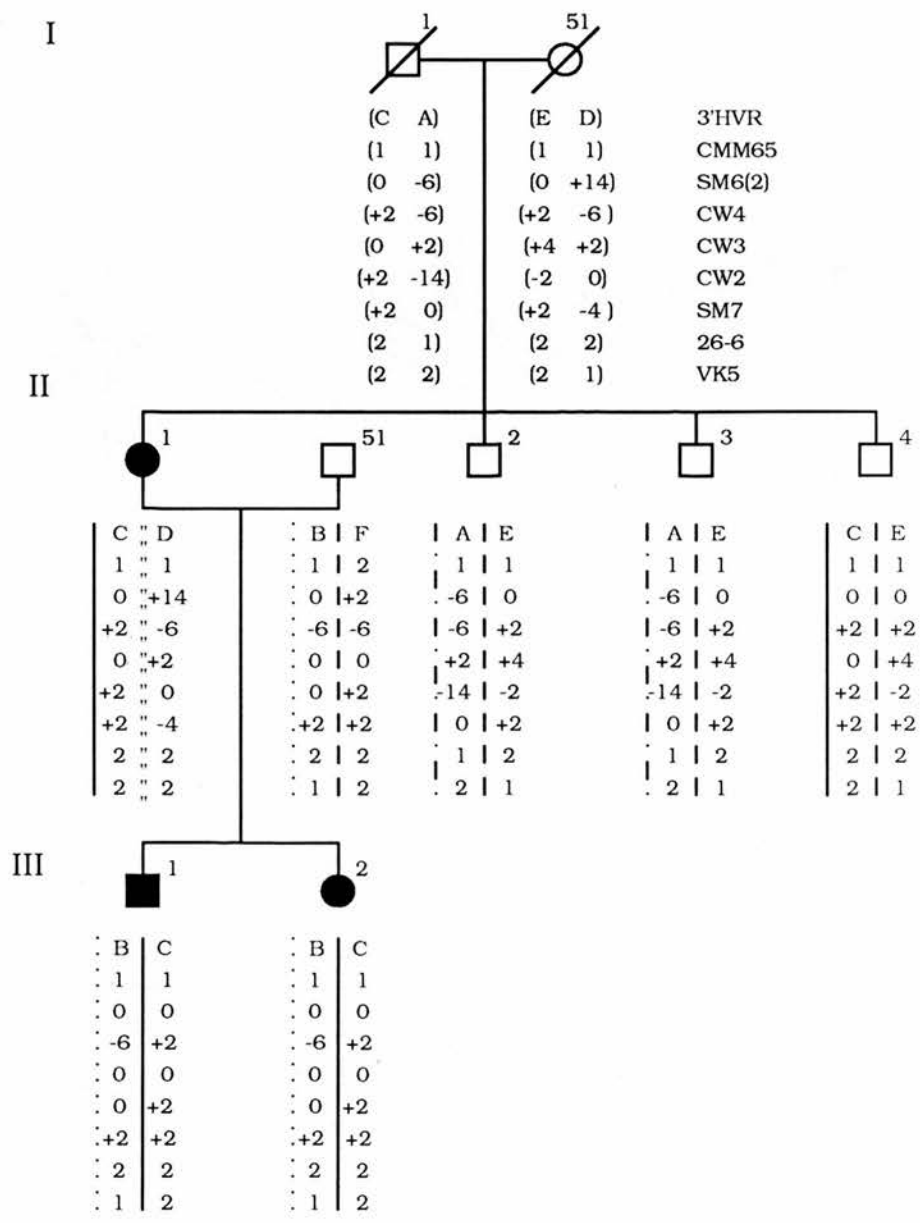 I
1 51
(C A) (E D) 3'HVR
(1 1) (1 1) CMM65
(0 -6) (0 +14) SM6(2)
(+2 -6) (+2 -6 ) CW4
(0 +2) (+4 +2) CW3
(+2 -14) (-2 0) CW2
(+2 0) (+2 -4 ) SM7
(2 1) (2 2) 26-6
(2 2) (2 1) VK5
II
1 51 2 3 4
C D B F A E A E C E
1 1 1 2 1 1 1 1 1 1
0 +14 0 +2 -6 0 -6 0 0 0
+2 -6 -6 -6 -6 +2 -6 +2 +2 +2
0 +2 0 0 +2 +4 +2 +4 0 +4
+2 0 0 +2 -14 -2 -14 -2 +2 -2
+2 -4 +2 +2 0 +2 0 +2 +2 +2
2 2 2 2 1 2 1 2 2 2
2 2 1 2 2 1 2 1 2 1
III
1 2
B C B C
1 1 1 1
0 0 0 0
-6 +2 -6 +2
0 0 0 0
0 +2 0 +2
+2 +2 +2 +2
2 2 2 2
1 2 1 2